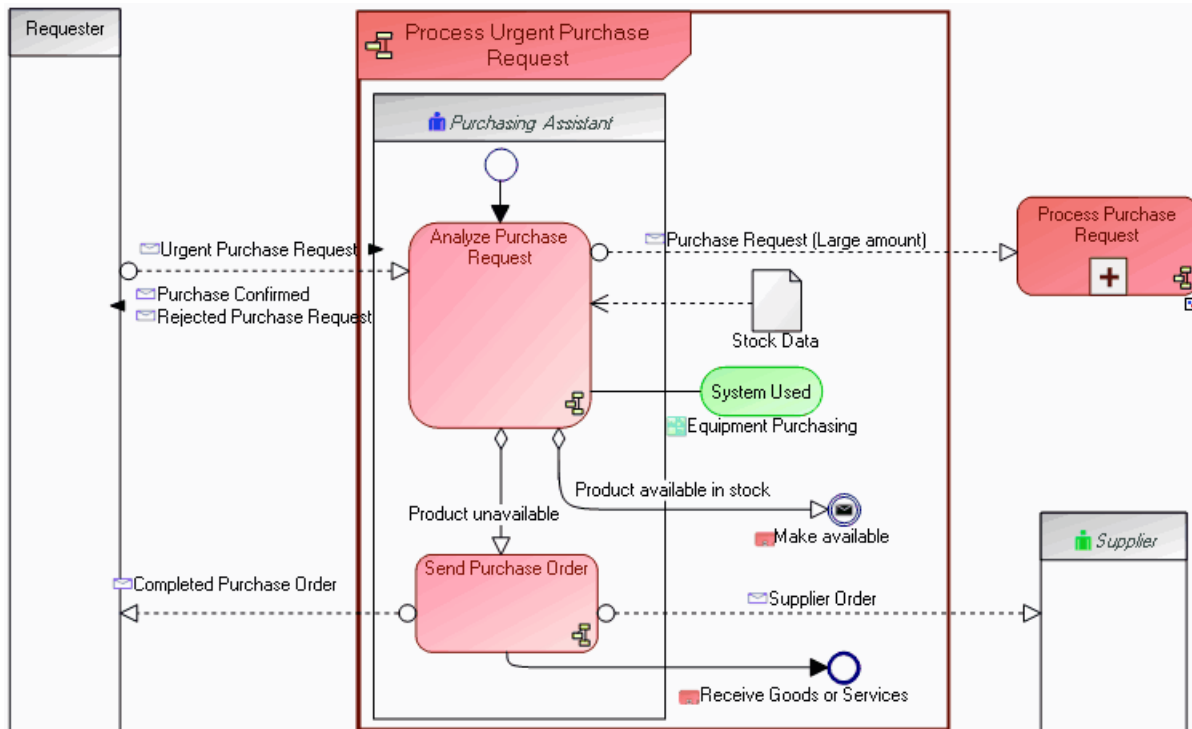 Requester
Process Urgent Purchase
Request
Purchasing Assistant
Urgent Purchase Request
Purchase Confirmed
Rejected Purchase Request
Analyze Purchase
Request
Purchase Request (Large amount)
Process Purchase
Request
Stock Data
System Used
Equipment Purchasing
Product available in stock
Product unavailable
Make available
Supplier
Completed Purchase Order
Send Purchase Order
Supplier Order
Receive Goods or Services